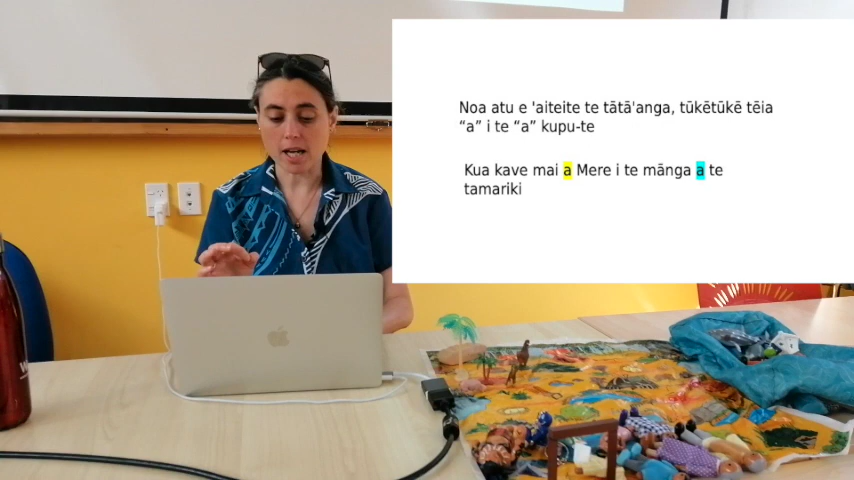 Noa atu e 'aiteite te tātā'anga, tūkētūkē tēia
“a” i te “a” kupu-te
Kua kave mai a Mere i te mānga a te
tamariki